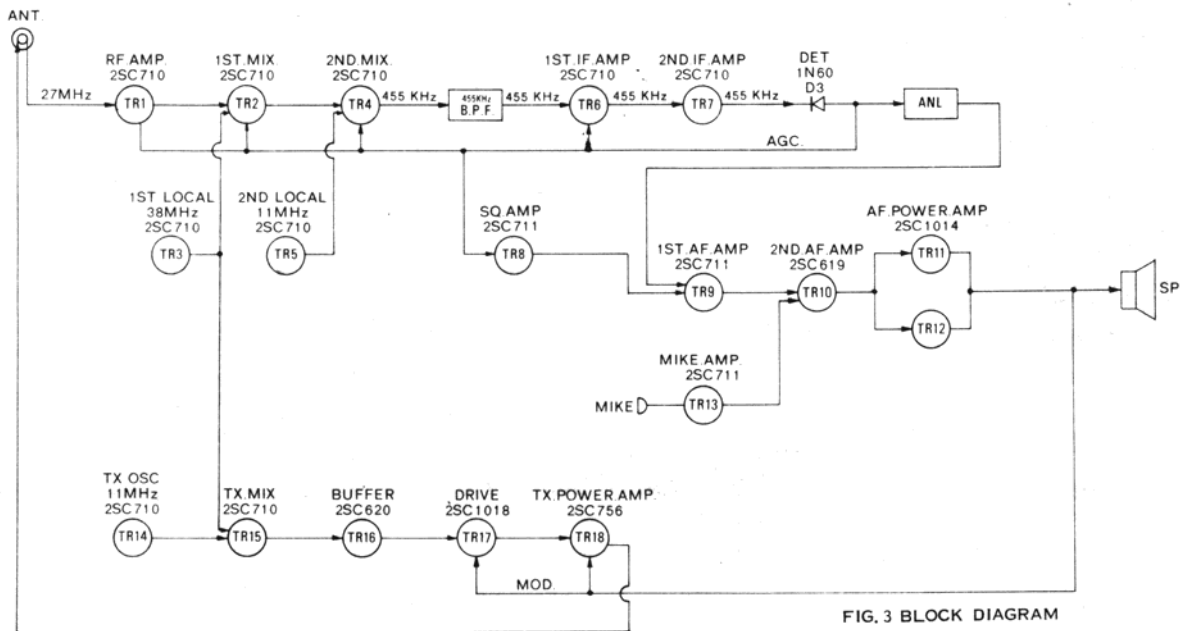 ANT.
RF.AMP.
2SC710
1ST.MIX.
2SC710
2ND.MIX.
2SC710
1ST.IF.AMP
2SC710
2ND IF.AMP
2SC710
DET
1N60
D3
27MHz
TR1
TR2
TR4
455 KHz
455KHz
B.P.F.
455 KHz
TR6
455 KHz
TR7
455 KHz
ANL
AGC.
1ST LOCAL
38MHz
2SC710
TR3
2ND LOCAL
11MHz
2SC710
TR5
SQ.AMP
2SC711
TR8
1ST.AF.AMP
2SC711
TR9
2ND.AF.AMP
2SC619
TR10
AF.POWER.AMP
2SC1014
TR11
TR12
SP
MIKE.AMP.
2SC711
MIKE
TR13
TX OSC
11MHz
2SC710
TR14
TX.MIX
2SC710
TR15
BUFFER
2SC620
TR16
DRIVE
2SC1018
TR17
TX.POWER.AMP.
2SC756
TR18
MOD.
FIG.3 BLOCK DIAGRAM